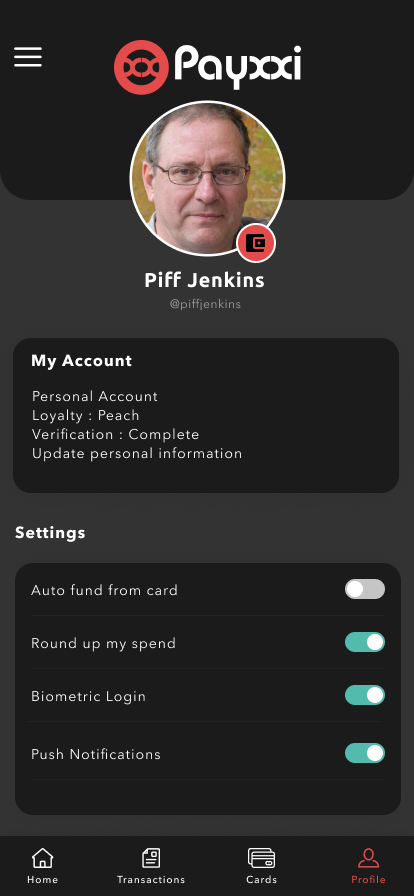 Payxxi
Piff Jenkins
@piffjenkins
My Account
Personal Account
Loyalty : Peach
Verification : Complete
Update personal information
Settings
Auto fund from card
Round up my spend
Biometric Login
Push Notifications
Home
Transactions
Cards
Profile